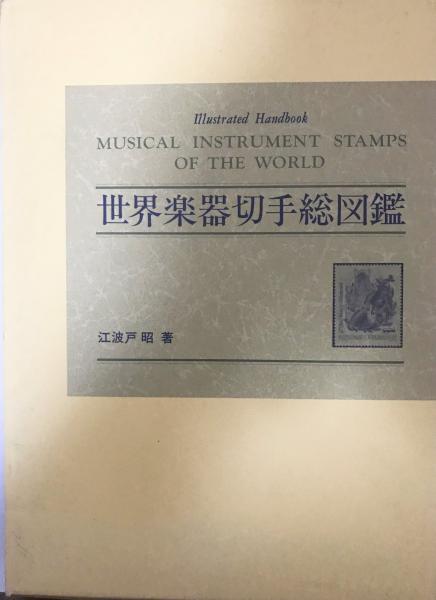 Illustrated Handbook
MUSICAL INSTRUMENT STAMPS
OF THE WORLD
世界楽器切手総図鑑
江波戸 昭 著